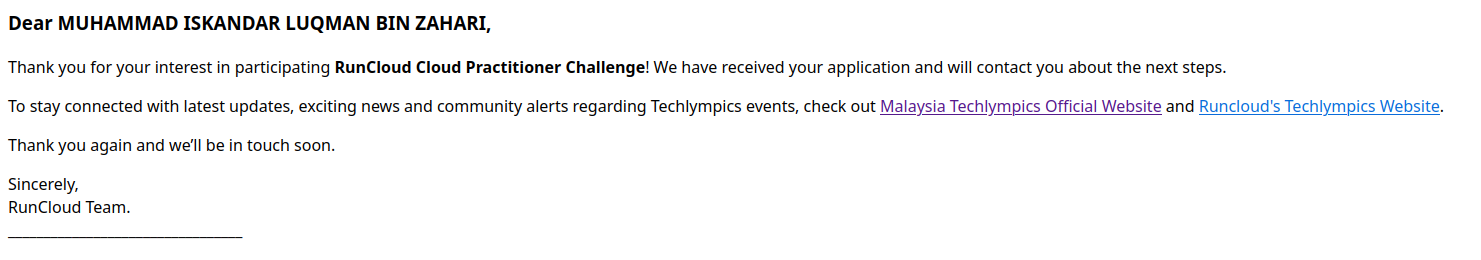 Dear MUHAMMAD ISKANDAR LUQMAN BIN ZAHARI,
Thank you for your interest in participating RunCloud Cloud Practitioner Challenge! We have received your application and will contact you about the next steps.
To stay connected with latest updates, exciting news and community alerts regarding Techlympics events, check out Malaysia Techlympics Official Website and Runcloud's Techlympics Website.
Thank you again and we’ll be in touch soon.
Sincerely,
RunCloud Team.